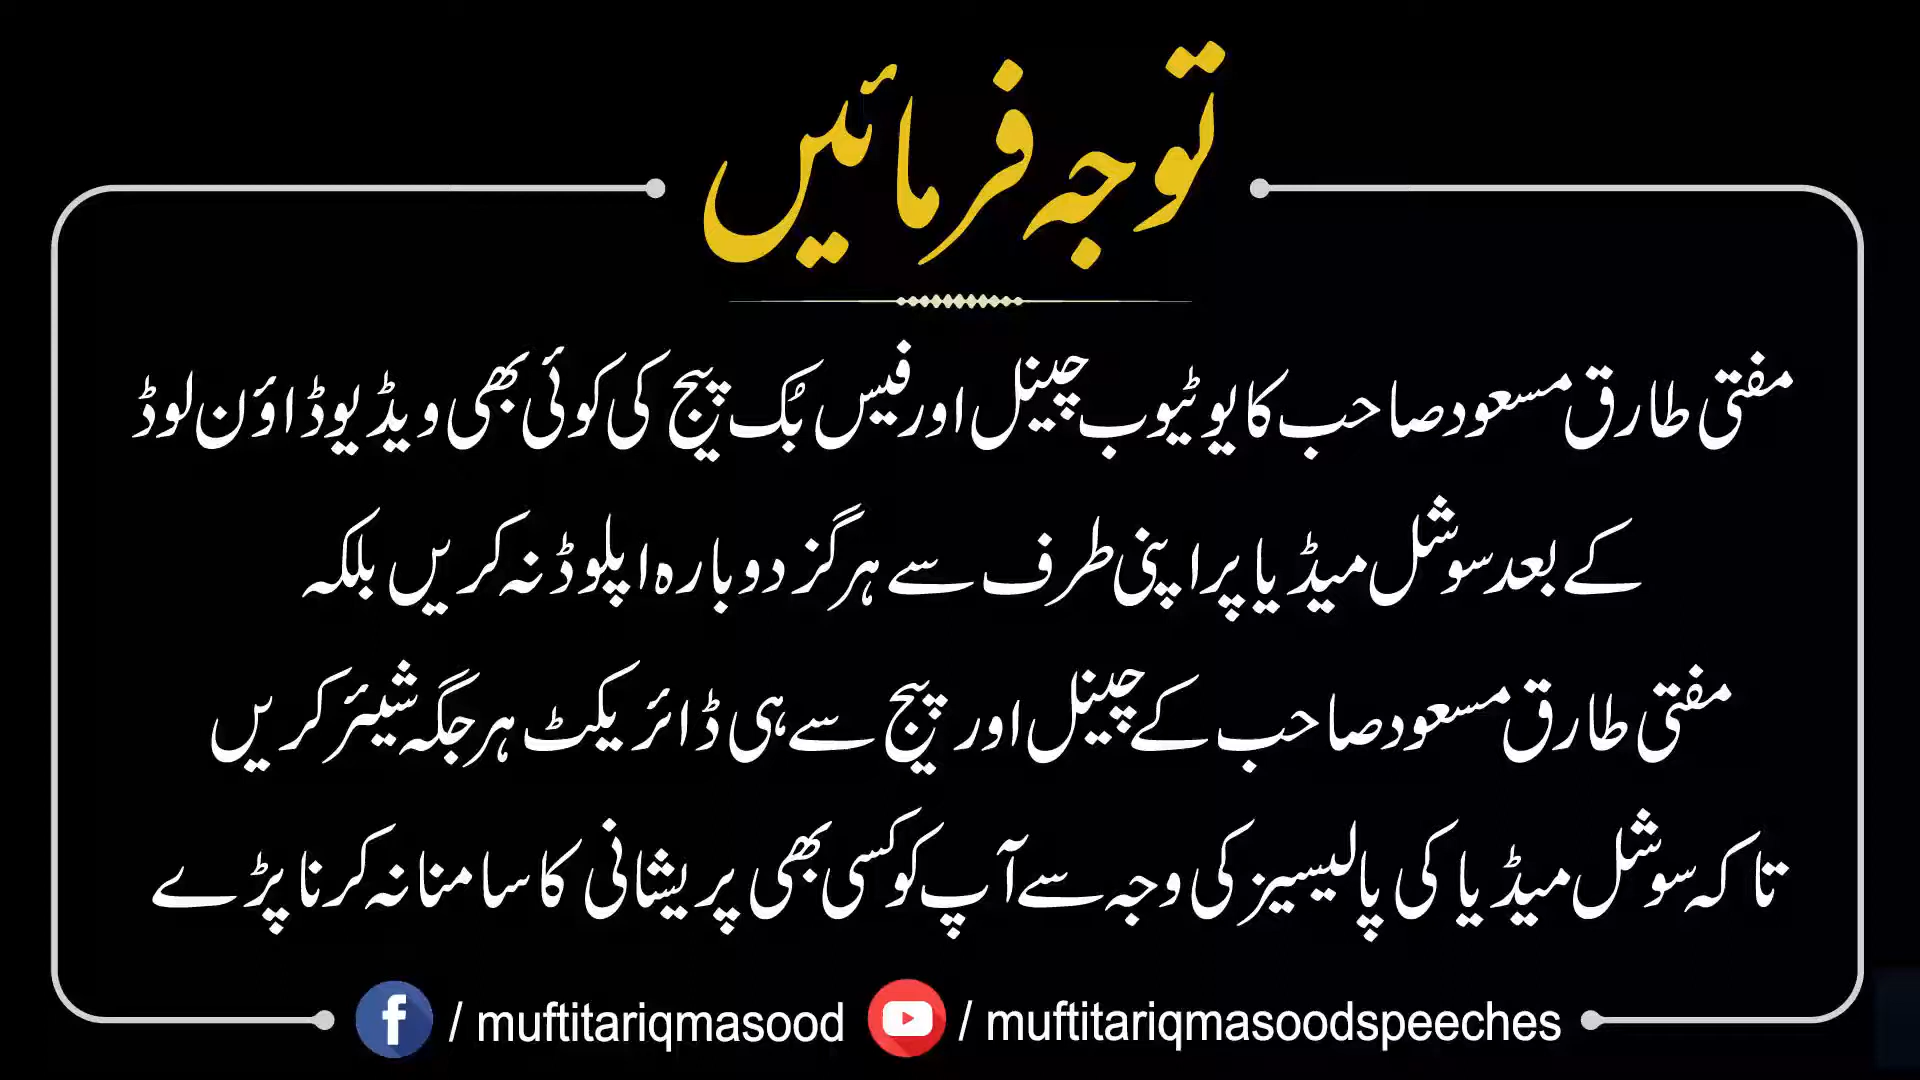 توجہ فرمائیں
مفتی طارق مسعود صاحب کا یوٹیوب چینل اور فیس بُک پیج کی کوئی بھی ویڈیو ڈاؤن لوڈ
کے بعد سوشل میڈیا پر اپنی طرف سے ہرگز دوبارہ اپلوڈ نہ کریں بلکہ
مفتی طارق مسعود صاحب کے چینل اور پیج سے ہی ڈائریکٹ ہر جگہ شیئر کریں
تاکہ سوشل میڈیا کی پالیسیز کی وجہ سے آپ کو کسی بھی پریشانی کا سامنا نہ کرنا پڑے
/ muftitariqmasood / muftitariqmasoodspeeches